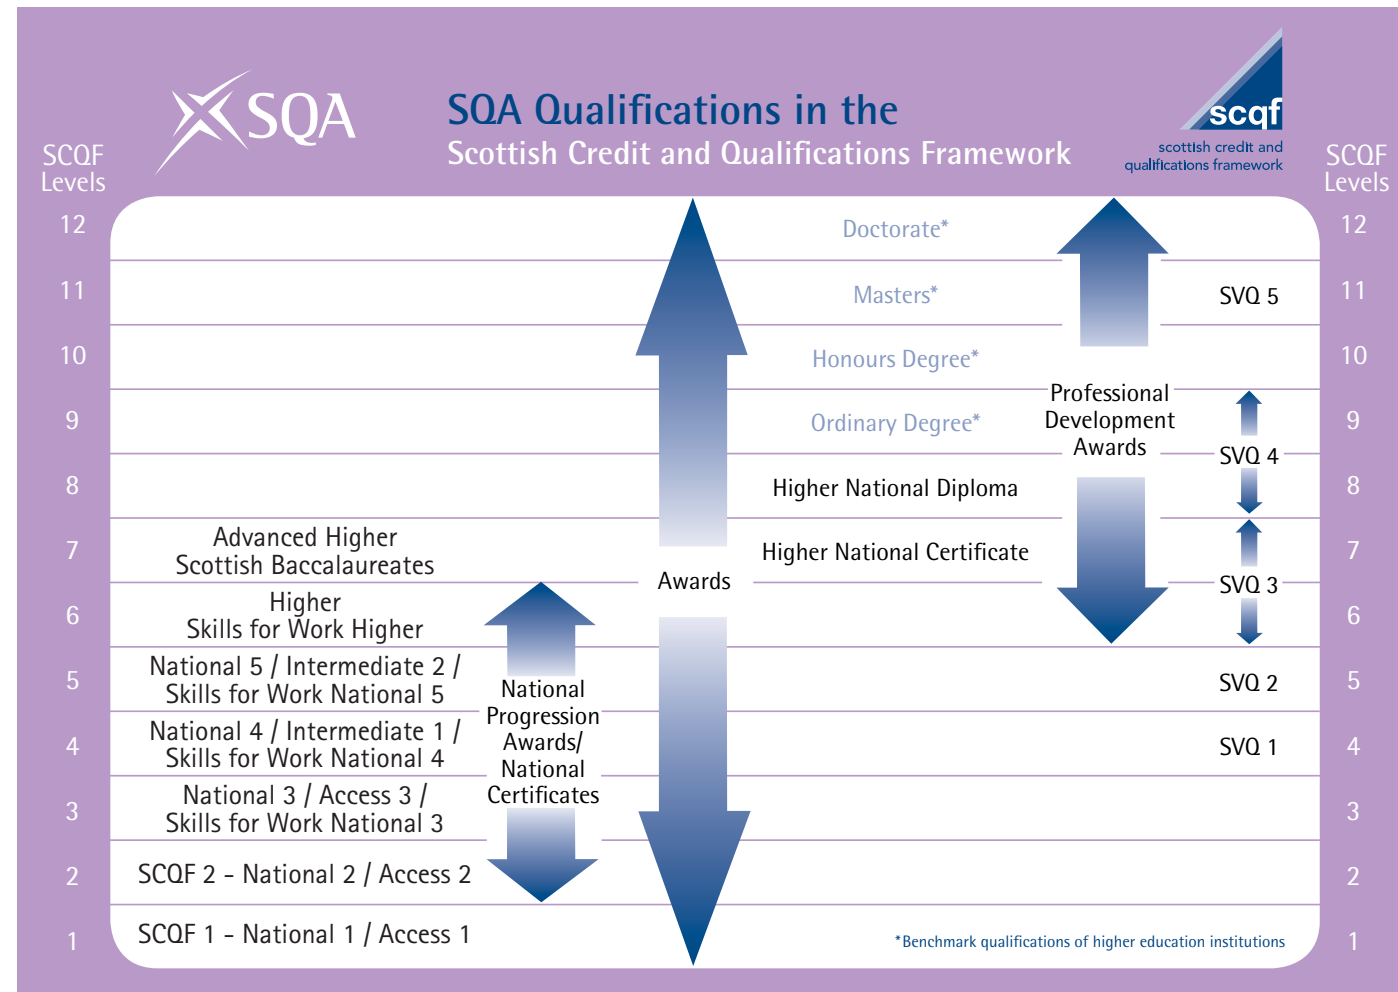 SQA
SQA Qualifications in the
Scottish Credit and Qualifications Framework
scqf
scottish credit and
qualifications framework
SCQF
Levels
SCQF
Levels
12
Doctorate*
12
11
Masters*
SVQ 5
11
10
Honours Degree*
10
Professional
Development
Awards
9
Ordinary Degree*
9
SVQ 4
8
Higher National Diploma
8
7
Advanced Higher
Scottish Baccalaureates
Higher National Certificate
7
Awards
SVQ 3
6
Higher
Skills for Work Higher
6
5
National 5 / Intermediate 2 /
Skills for Work National 5
SVQ 2
5
National
Progression
Awards/
National
Certificates
4
National 4 / Intermediate 1 /
Skills for Work National 4
SVQ 1
4
3
National 3 / Access 3 /
Skills for Work National 3
3
2
SCQF 2 - National 2 / Access 2
2
1
SCQF 1 - National 1 / Access 1
*Benchmark qualifications of higher education institutions
1